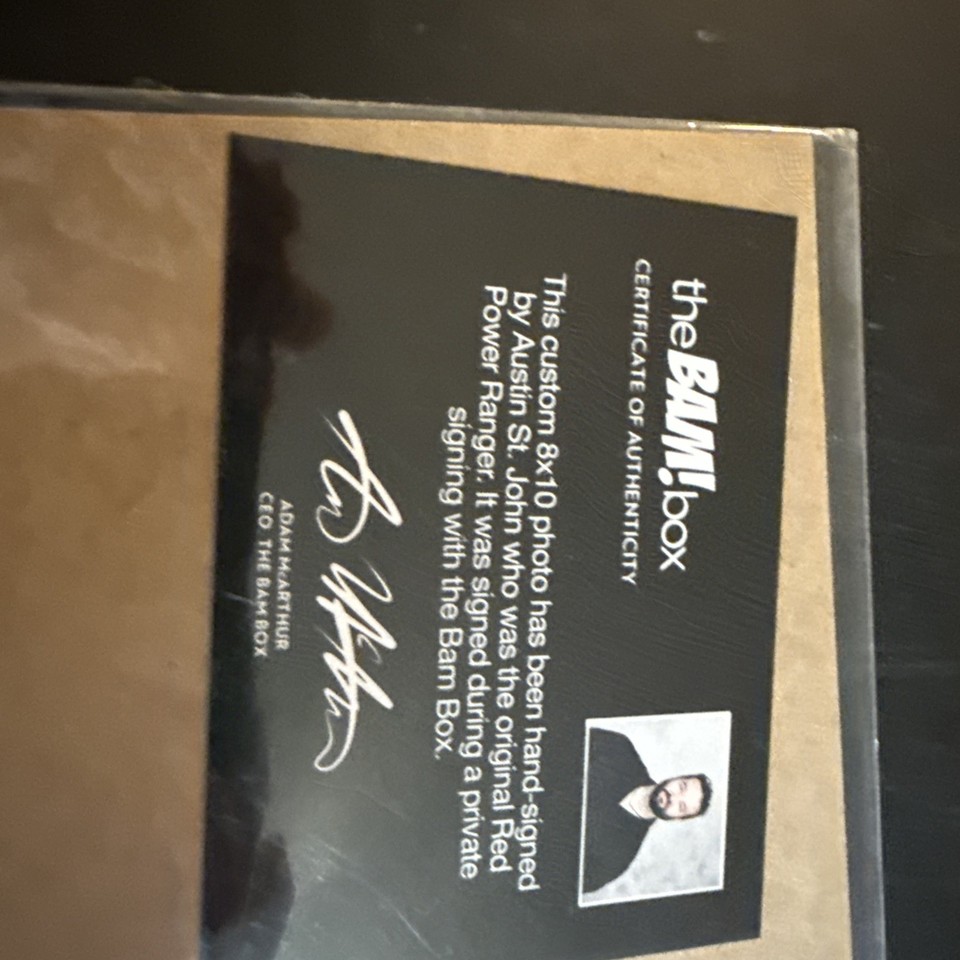 the BAM! box
CERTIFICATE OF AUTHENTICITY
This custom 8x10 photo has been hand-signed
by Austin St. John who was the original Red
Power Ranger. It was signed during a private
signing with the Bam Box.
ADAM McARTHUR
CEO THE BAM BOX